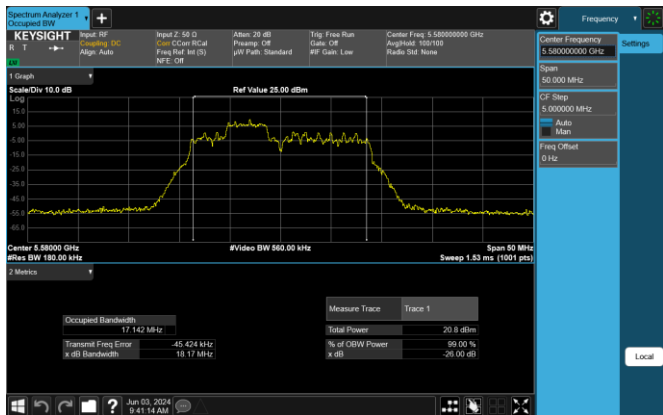 Spectrum Analyzer 1
Occupied BW
+
Frequency
KEYSIGHT
R T
LXI
Input: RF
Coupling: DC
Align: Auto
Input Z: 50 Ω
Corr CCorr RCal
Freq Ref: Int (S)
NFE: Off
Atten: 20 dB
Preamp: Off
µW Path: Standard
Trig: Free Run
Gate: Off
#IF Gain: Low
Center Freq: 5.580000000 GHz
Avg|Hold: 100/100
Radio Std: None
Center Frequency
5.580000000 GHz
Settings
Span
50.000 MHz
CF Step
5.000000 MHz
Auto
Man
Freq Offset
0 Hz
1 Graph
Scale/Div 10.0 dB
Ref Value 25.00 dBm
Log
15.0
5.00
-5.00
-15.0
-25.0
-35.0
-45.0
-55.0
-65.0
Center 5.58000 GHz
#Video BW 560.00 kHz
Span 50 MHz
#Res BW 180.00 kHz
Sweep 1.53 ms (1001 pts)
2 Metrics
Measure Trace
Trace 1
Occupied Bandwidth
17.142 MHz
Total Power
20.8 dBm
Transmit Freq Error
-45.424 kHz
% of OBW Power
99.00 %
x dB Bandwidth
18.17 MHz
x dB
-26.00 dB
Local
?
Jun 03, 2024
9:41:14 AM